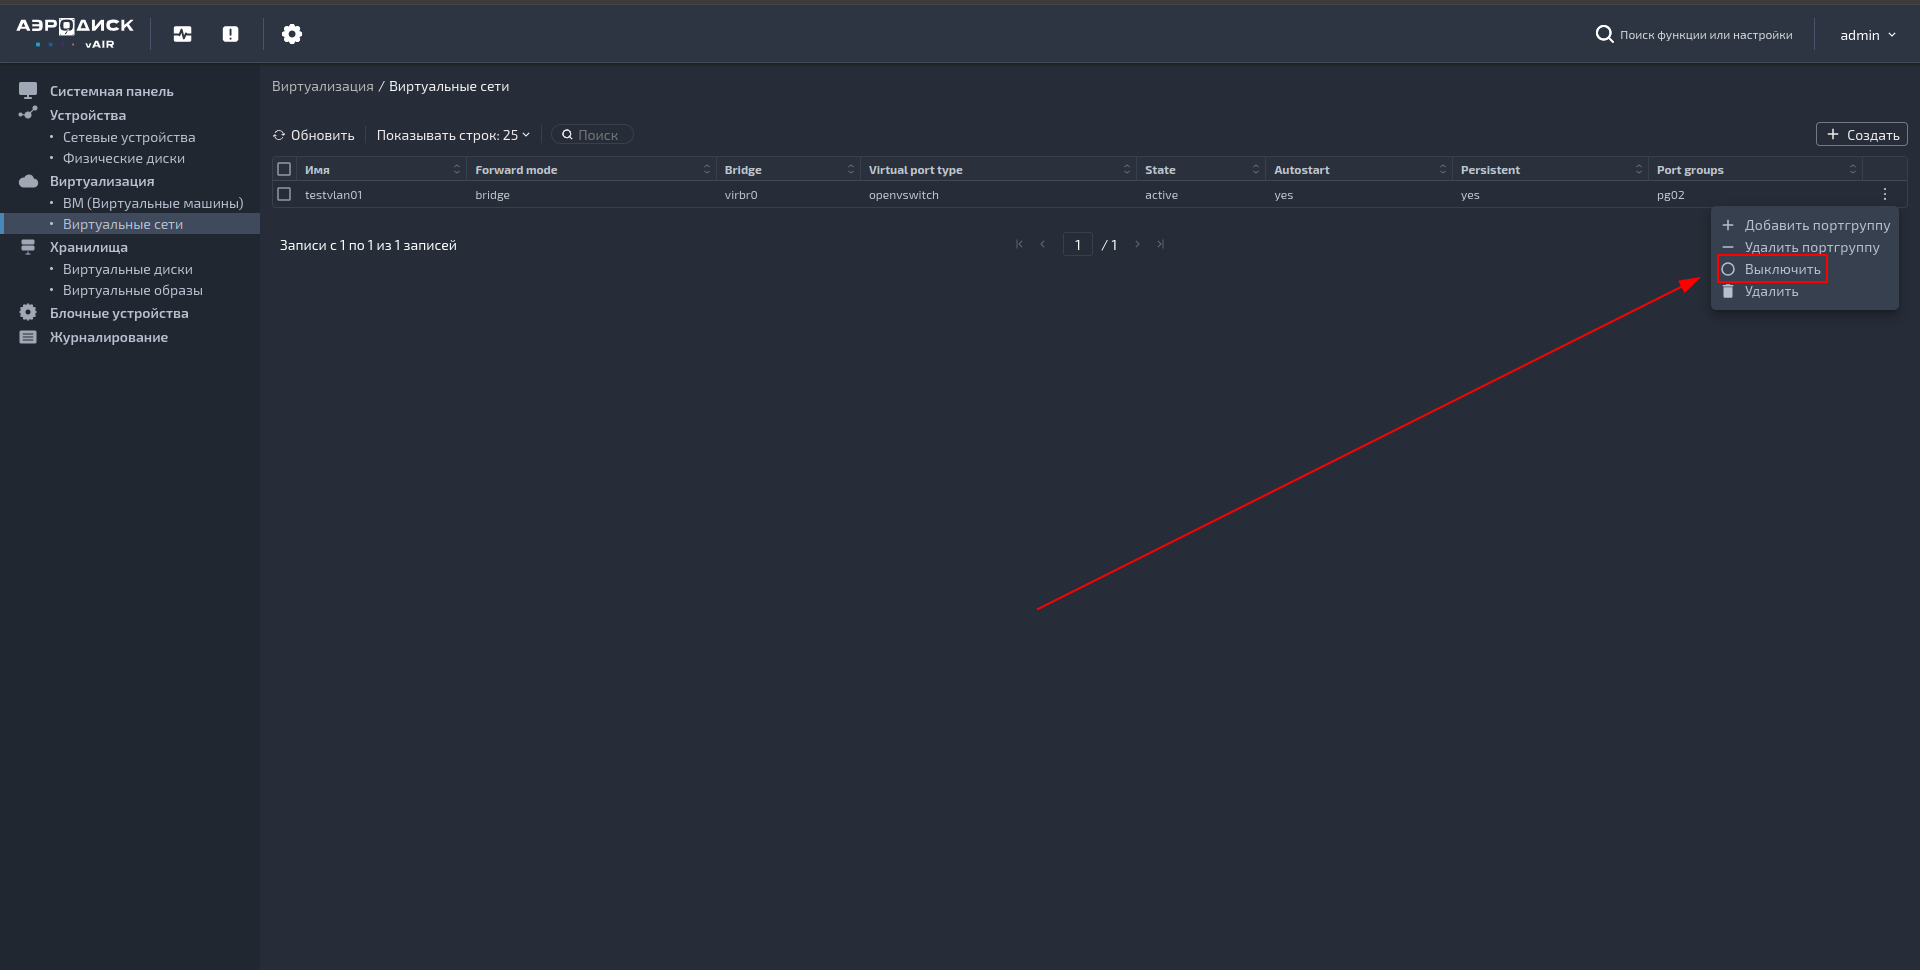 АЭРОДИСК
vAIR
Поиск функции или настройки
admin
Системная панель
Устройства
Сетевые устройства
Физические диски
Виртуализация
ВМ (Виртуальные машины)
Виртуальные сети
Хранилища
Виртуальные диски
Виртуальные образы
Блочные устройства
Журналирование
Виртуализация / Виртуальные сети
Обновить Показывать строк: 25 Поиск Создать
Имя Forward mode Bridge Virtual port type State Autostart Persistent Port groups
testvlan01 bridge virbr0 openvswitch active yes yes pg02
Добавить портгруппу
Удалить портгруппу
Выключить
Удалить
Записи с 1 по 1 из 1 записей 1 / 1